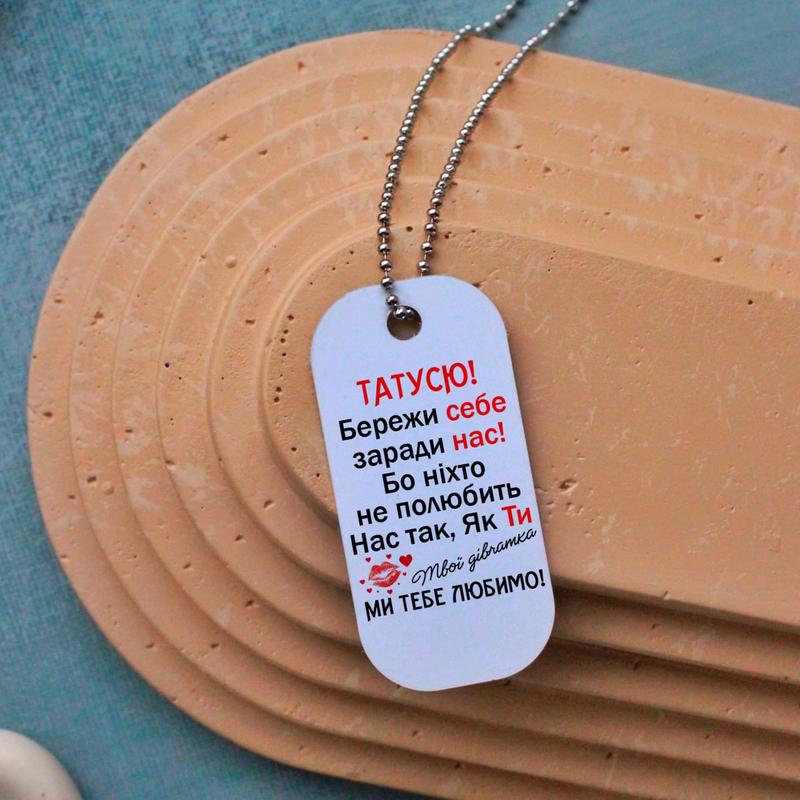 ТАТУСЮ!
Бережи себе
заради нас!
Бо ніхто
не полюбить
Нас так, Як Ти
Твої дівчатка
МИ ТЕБЕ ЛЮБИМО!